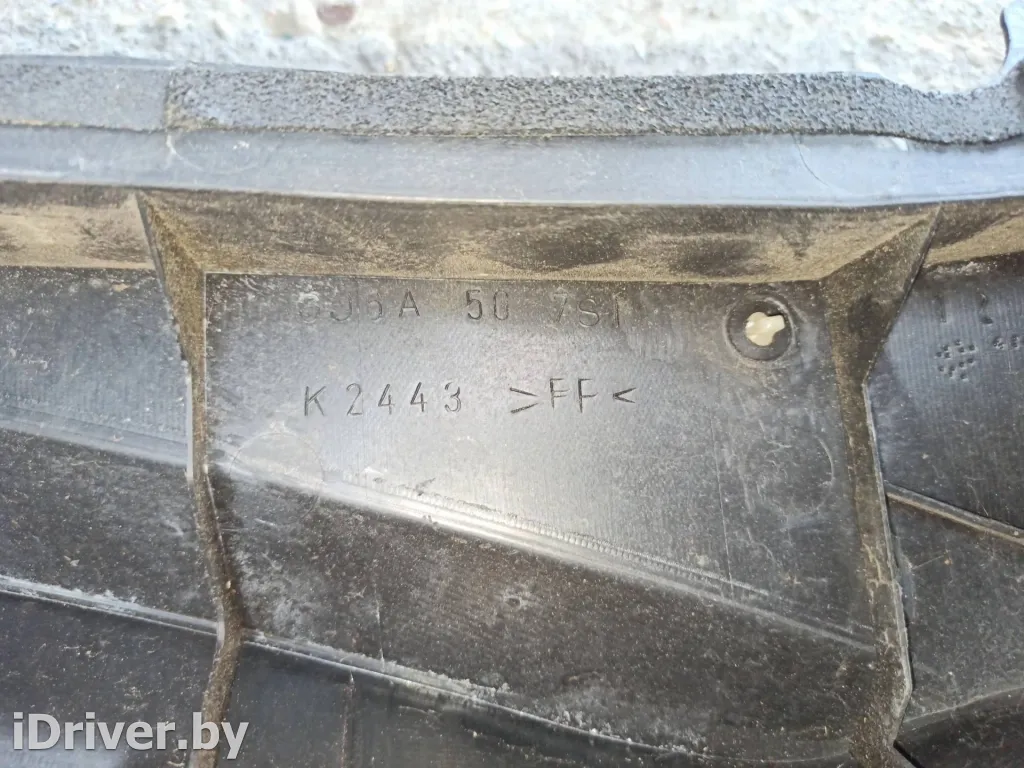 GJ6A 50 7S1
K2443 >PP<
iDriver.by